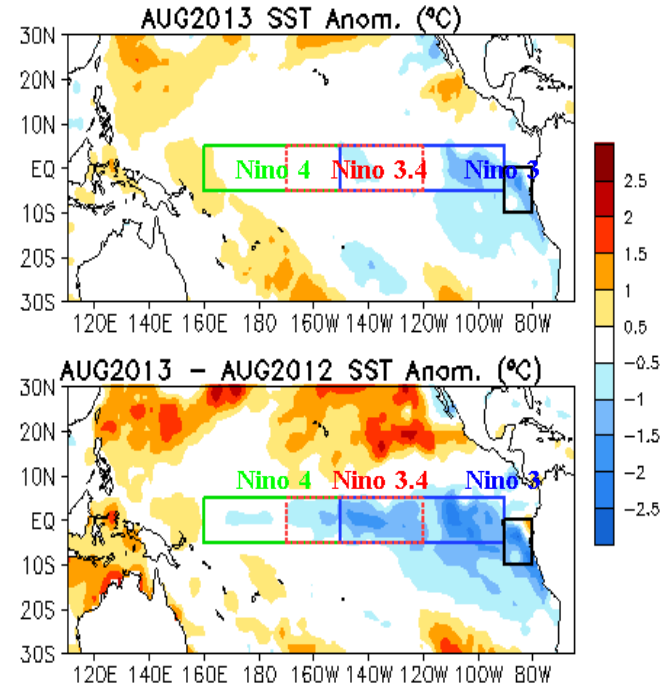 AUG2013 SST Anom. (ºC)
30N
20N
10N
EQ
10S
20S
30S
Nino 4
Nino 3.4
Nino 3
120E 140E 160E 180 160W 140W 120W 100W 80W
2.5
2
1.5
1
0.5
-0.5
-1
-1.5
-2
-2.5
AUG2013 - AUG2012 SST Anom. (ºC)
30N
20N
10N
EQ
10S
20S
30S
Nino 4
Nino 3.4
Nino 3
120E 140E 160E 180 160W 140W 120W 100W 80W